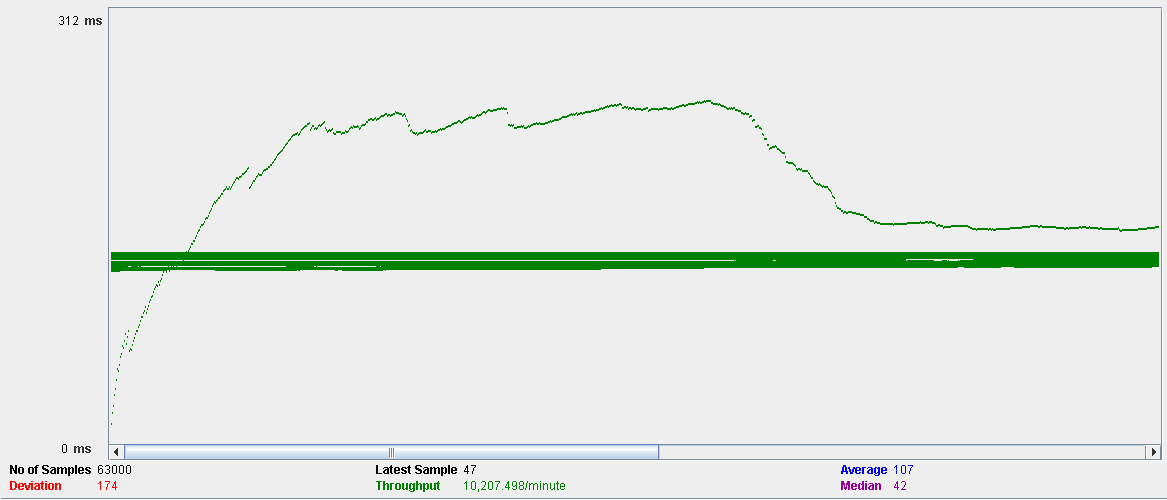 312 ms
0 ms
No of Samples 63000 Latest Sample 47 Average 107
Deviation 174 Throughput 10,207.498/minute Median 42